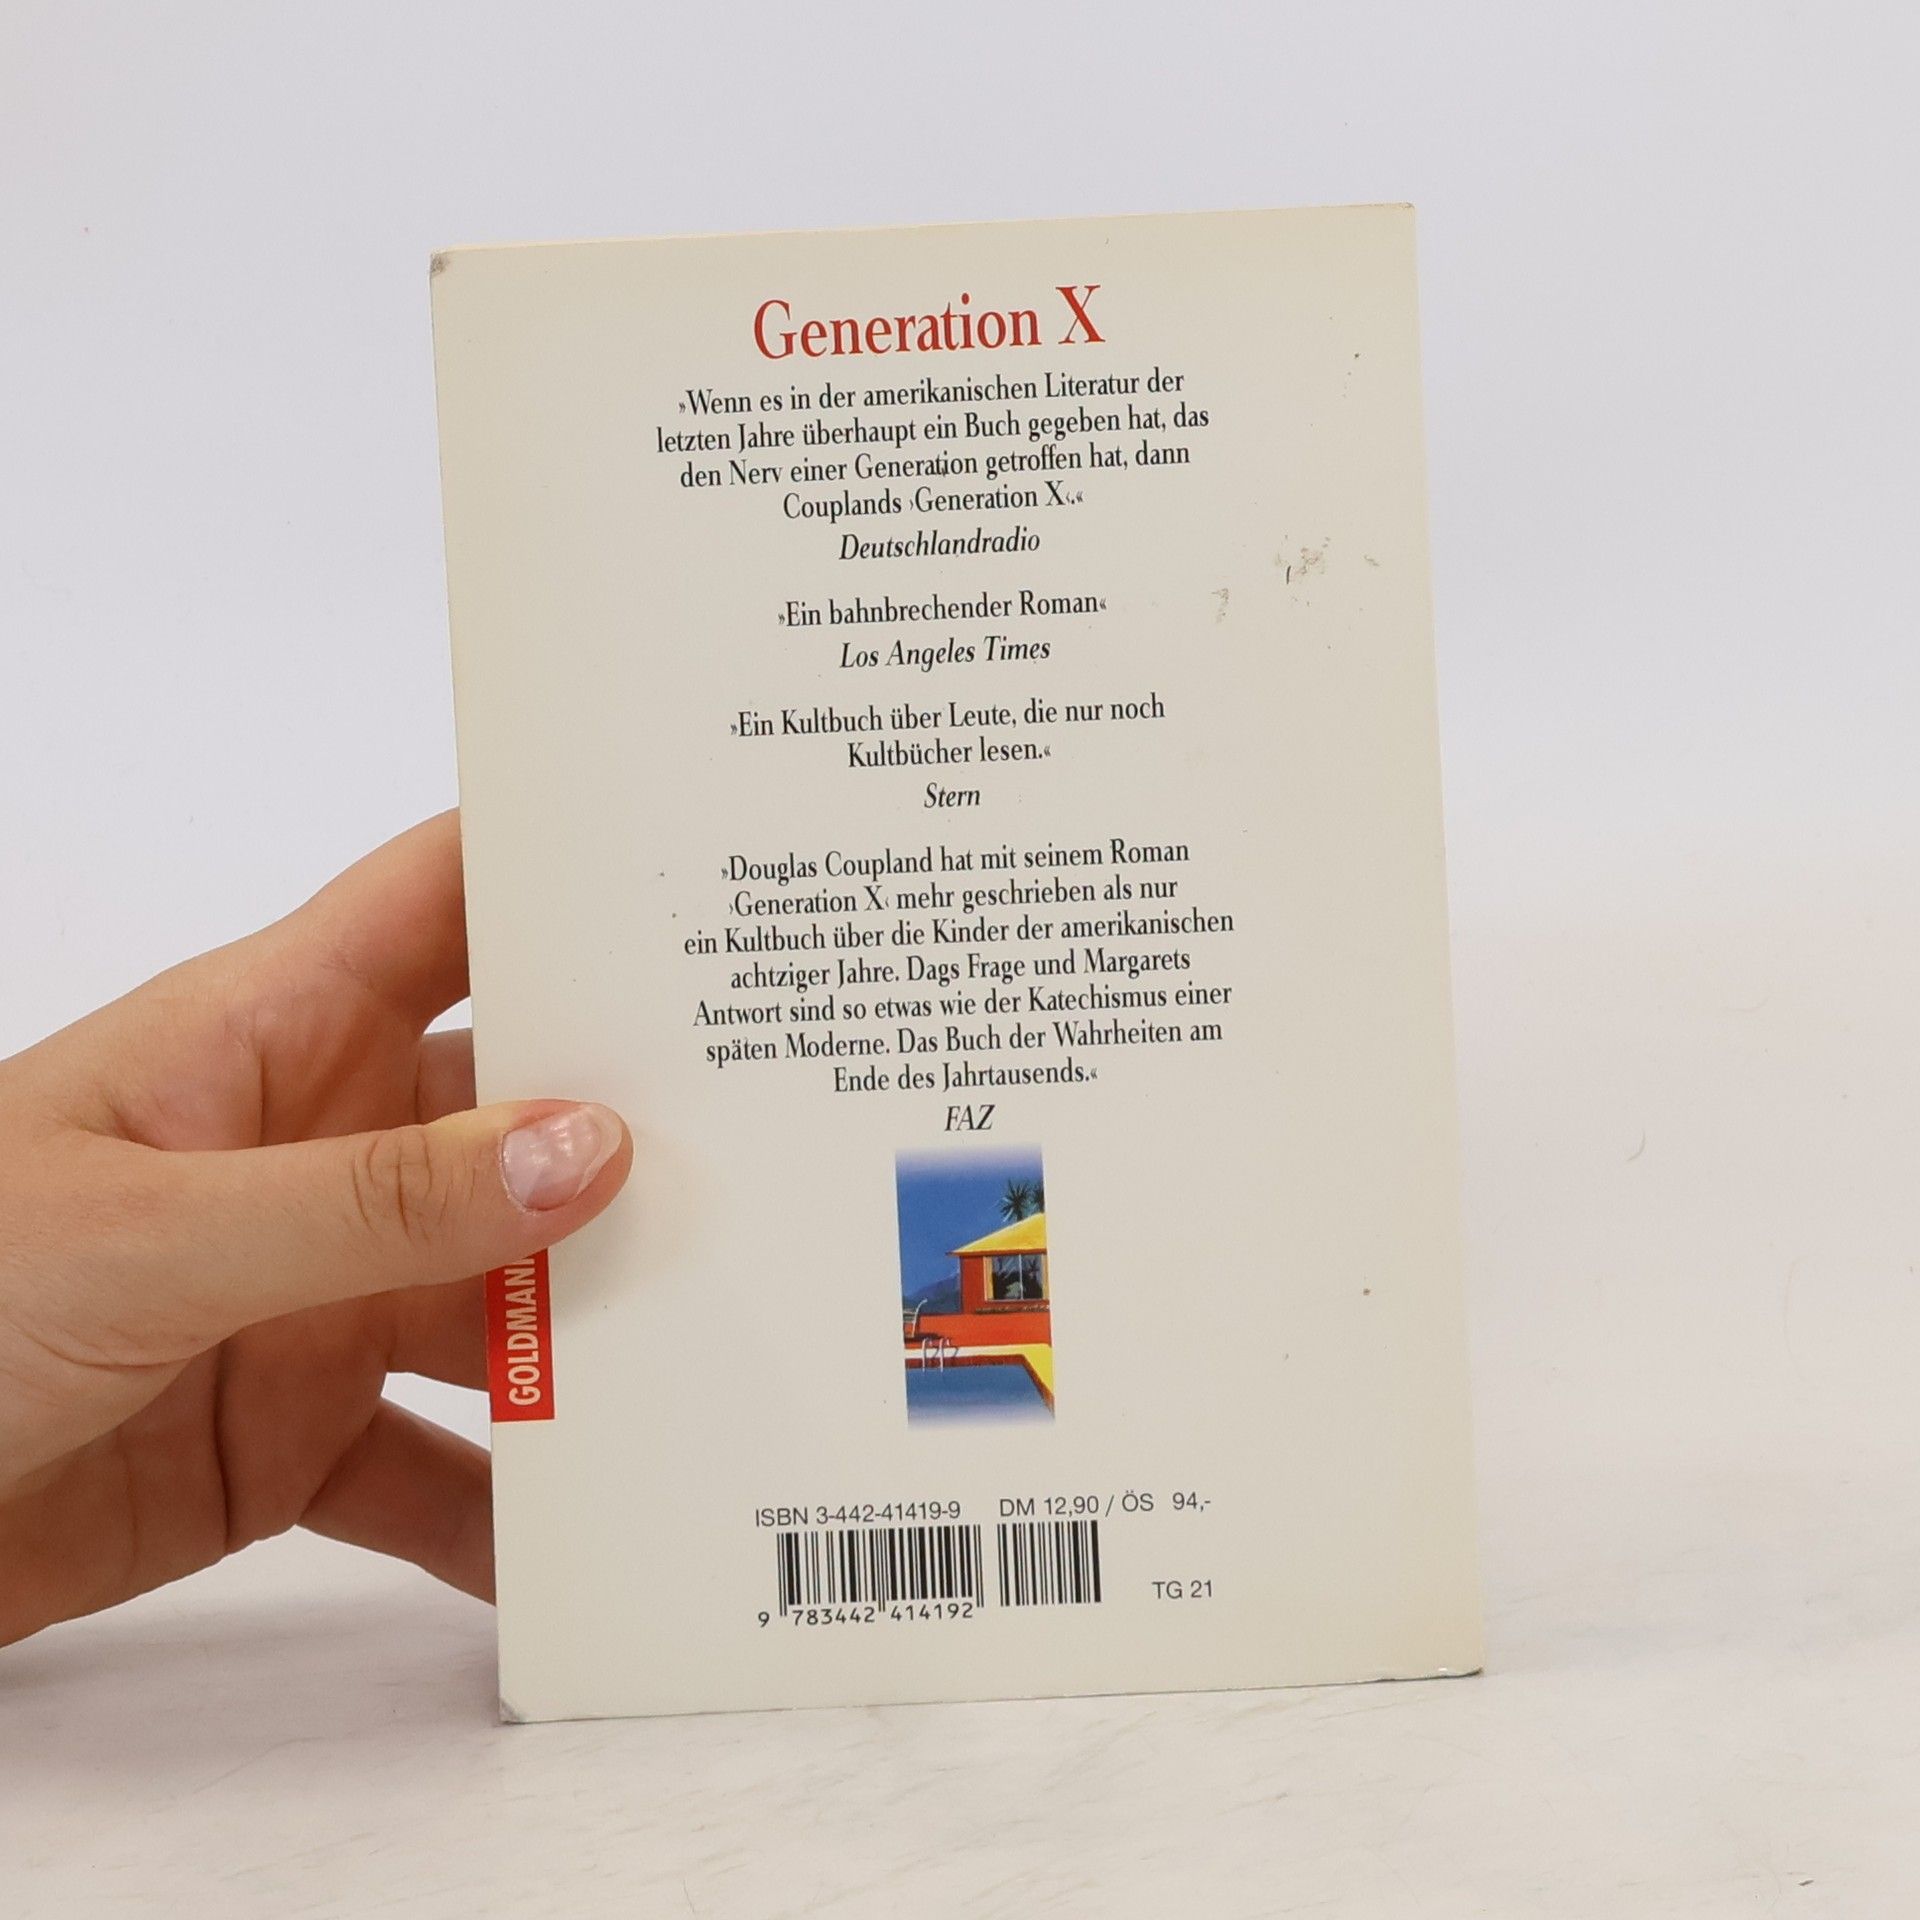 Generation X
»Wenn es in der amerikanischen Literatur der
letzten Jahre überhaupt ein Buch gegeben hat, das
den Nerv einer Generation getroffen hat, dann
Couplands ›Generation X‹.«
Deutschlandradio
»Ein bahnbrechender Roman«
Los Angeles Times
»Ein Kultbuch über Leute, die nur noch
Kultbücher lesen.«
Stern
»Douglas Coupland hat mit seinem Roman
›Generation X‹ mehr geschrieben als nur
ein Kultbuch über die Kinder der amerikanischen
achtziger Jahre. Dags Frage und Margarets
Antwort sind so etwas wie der Katechismus einer
späten Moderne. Das Buch der Wahrheiten am
Ende des Jahrtausends.«
FAZ
GOLDMANN
ISBN 3-442-41419-9 DM 12,90 / ÖS 94,-
TG 21
9 783442 414192